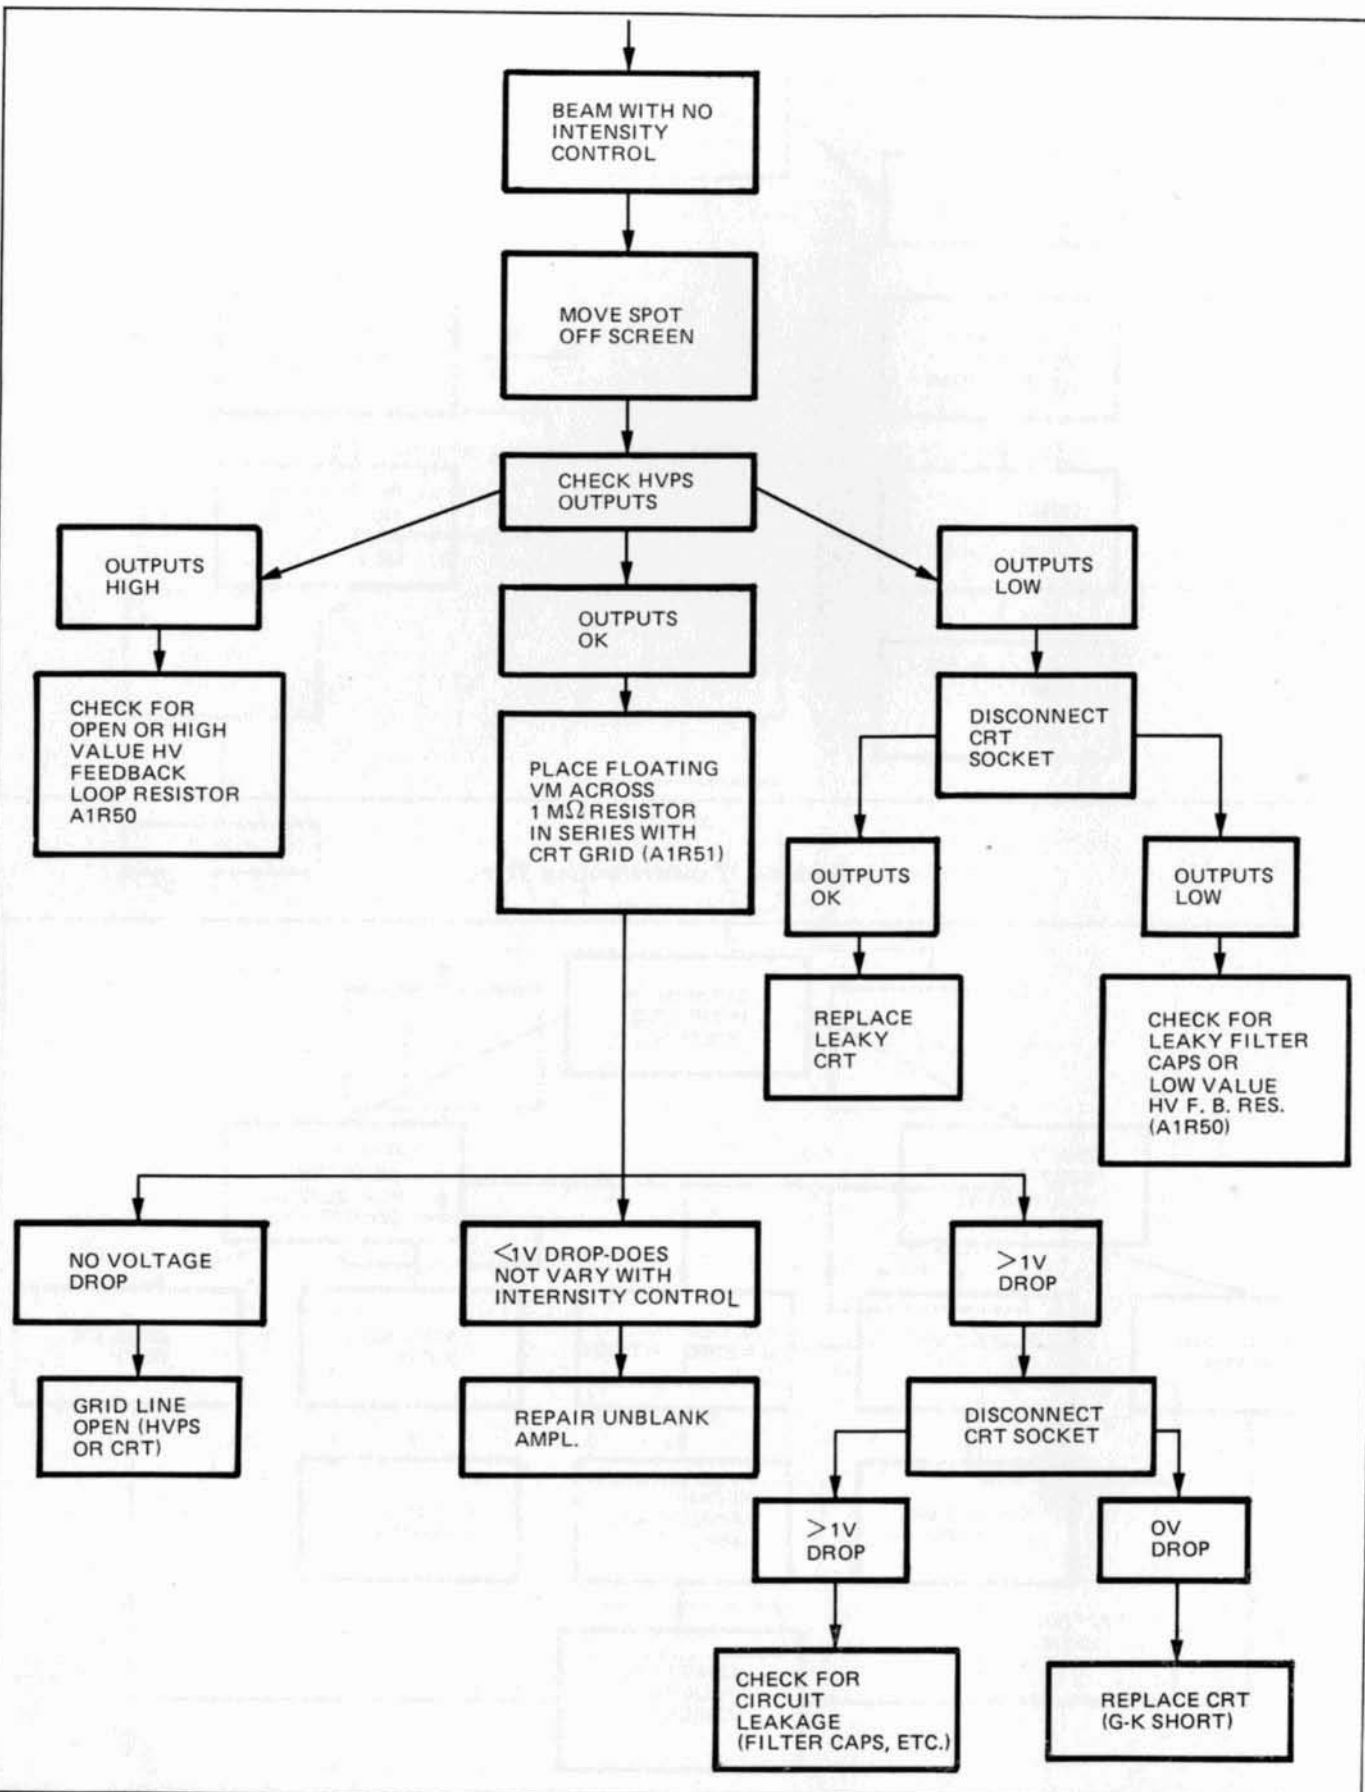 BEAM WITH NO
INTENSITY
CONTROL
MOVE SPOT
OFF SCREEN
CHECK HVPS
OUTPUTS
OUTPUTS
HIGH
OUTPUTS
OK
OUTPUTS
LOW
CHECK FOR
OPEN OR HIGH
VALUE HV
FEEDBACK
LOOP RESISTOR
A1R50
PLACE FLOATING
VM ACROSS
1 MΩ RESISTOR
IN SERIES WITH
CRT GRID (A1R51)
DISCONNECT
CRT
SOCKET
OUTPUTS
OK
OUTPUTS
LOW
REPLACE
LEAKY
CRT
CHECK FOR
LEAKY FILTER
CAPS OR
LOW VALUE
HV F. B. RES.
(A1R50)
NO VOLTAGE
DROP
<1V DROP-DOES
NOT VARY WITH
INTERNSITY CONTROL
>1V
DROP
GRID LINE
OPEN (HVPS
OR CRT)
REPAIR UNBLANK
AMPL.
DISCONNECT
CRT SOCKET
>1V
DROP
OV
DROP
CHECK FOR
CIRCUIT
LEAKAGE
(FILTER CAPS, ETC.)
REPLACE CRT
(G-K SHORT)